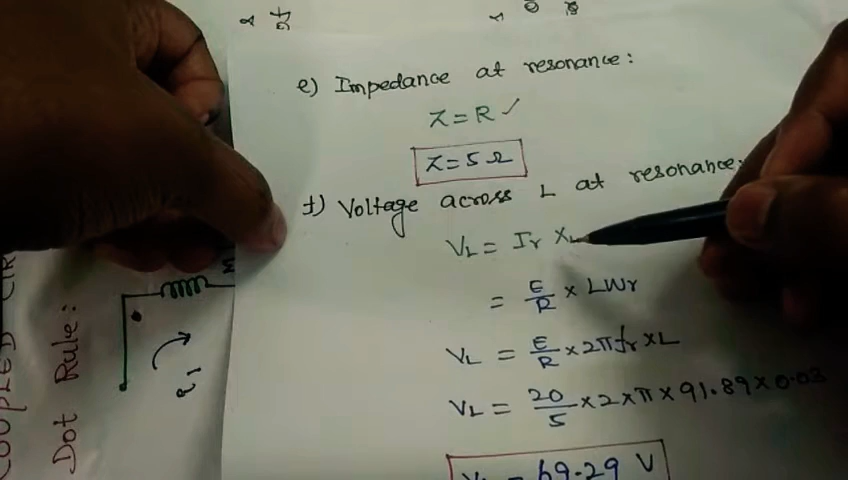 e) Impedance at resonance:
Z = R ✓
Z = 5 Ω
f) Voltage across L at resonance:
VL = Ir XL
= E/R × LWr
VL = E/R × 2πfr × L
VL = 20/5 × 2 × π × 91.89 × 0.03
VL = 69.29 V
Dot Rule: